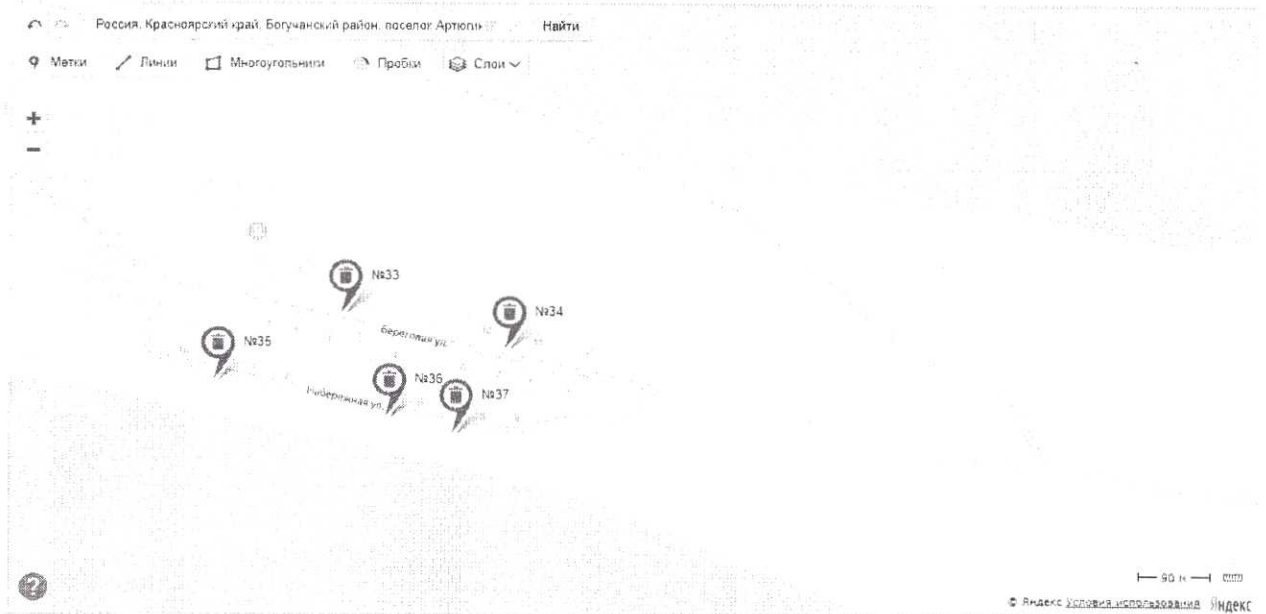 Россия, Красноярский край, Богучанский район, поселок Найти
Метки Линии Многоугольники Пробки Слои
+
−
№33
№34
Береговая ул.
№35
№36
№37
Набережная ул.
?
90 м
© Яндекс Условия использования Яндекс